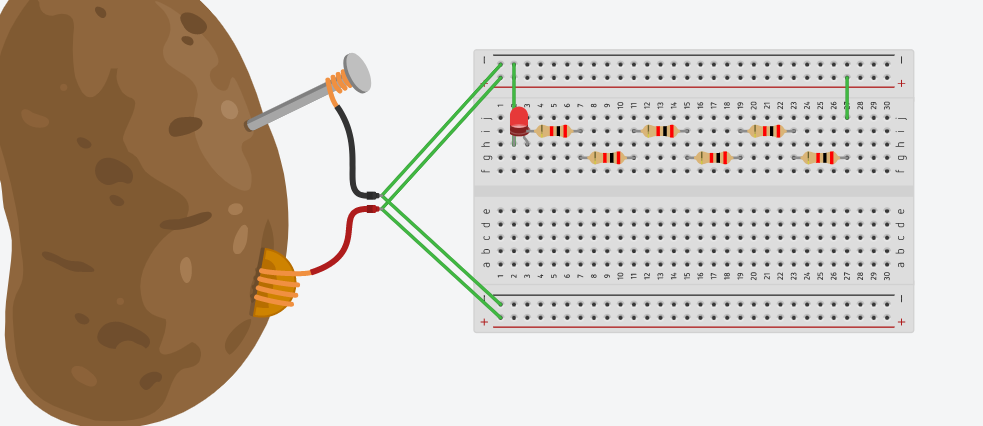 − −
+ +
1 2 3 4 5 6 7 8 9 10 11 12 13 14 15 16 17 18 19 20 21 22 23 24 25 26 27 28 29 30
j j
i i
h h
g g
f f
e e
d d
c c
b b
a a
1 2 3 4 5 6 7 8 9 10 11 12 13 14 15 16 17 18 19 20 21 22 23 24 25 26 27 28 29 30
− −
+ +